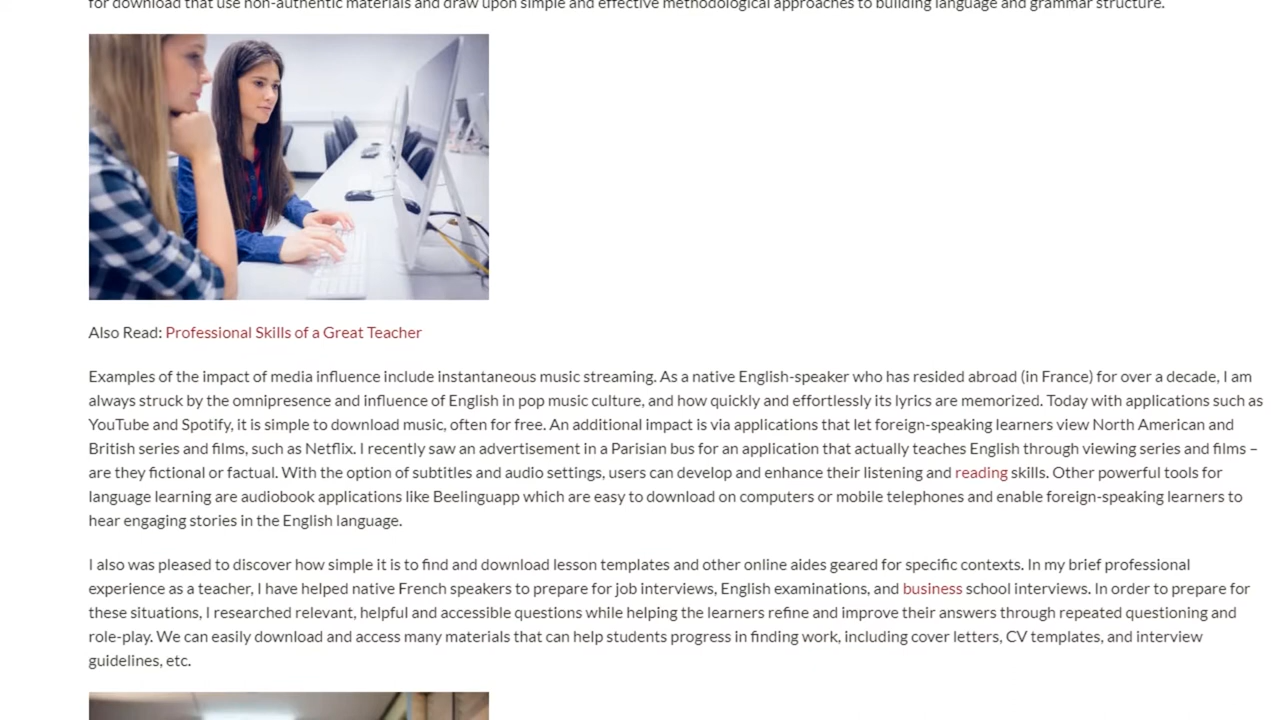 for download that use non-authentic materials and draw upon simple and effective methodological approaches to building language and grammar structure.
Also Read: Professional Skills of a Great Teacher
Examples of the impact of media influence include instantaneous music streaming. As a native English-speaker who has resided abroad (in France) for over a decade, I am
always struck by the omnipresence and influence of English in pop music culture, and how quickly and effortlessly its lyrics are memorized. Today with applications such as
YouTube and Spotify, it is simple to download music, often for free. An additional impact is via applications that let foreign-speaking learners view North American and
British series and films, such as Netflix. I recently saw an advertisement in a Parisian bus for an application that actually teaches English through viewing series and films –
are they fictional or factual. With the option of subtitles and audio settings, users can develop and enhance their listening and reading skills. Other powerful tools for
language learning are audiobook applications like Beelinguapp which are easy to download on computers or mobile telephones and enable foreign-speaking learners to
hear engaging stories in the English language.
I also was pleased to discover how simple it is to find and download lesson templates and other online aides geared for specific contexts. In my brief professional
experience as a teacher, I have helped native French speakers to prepare for job interviews, English examinations, and business school interviews. In order to prepare for
these situations, I researched relevant, helpful and accessible questions while helping the learners refine and improve their answers through repeated questioning and
role-play. We can easily download and access many materials that can help students progress in finding work, including cover letters, CV templates, and interview
guidelines, etc.